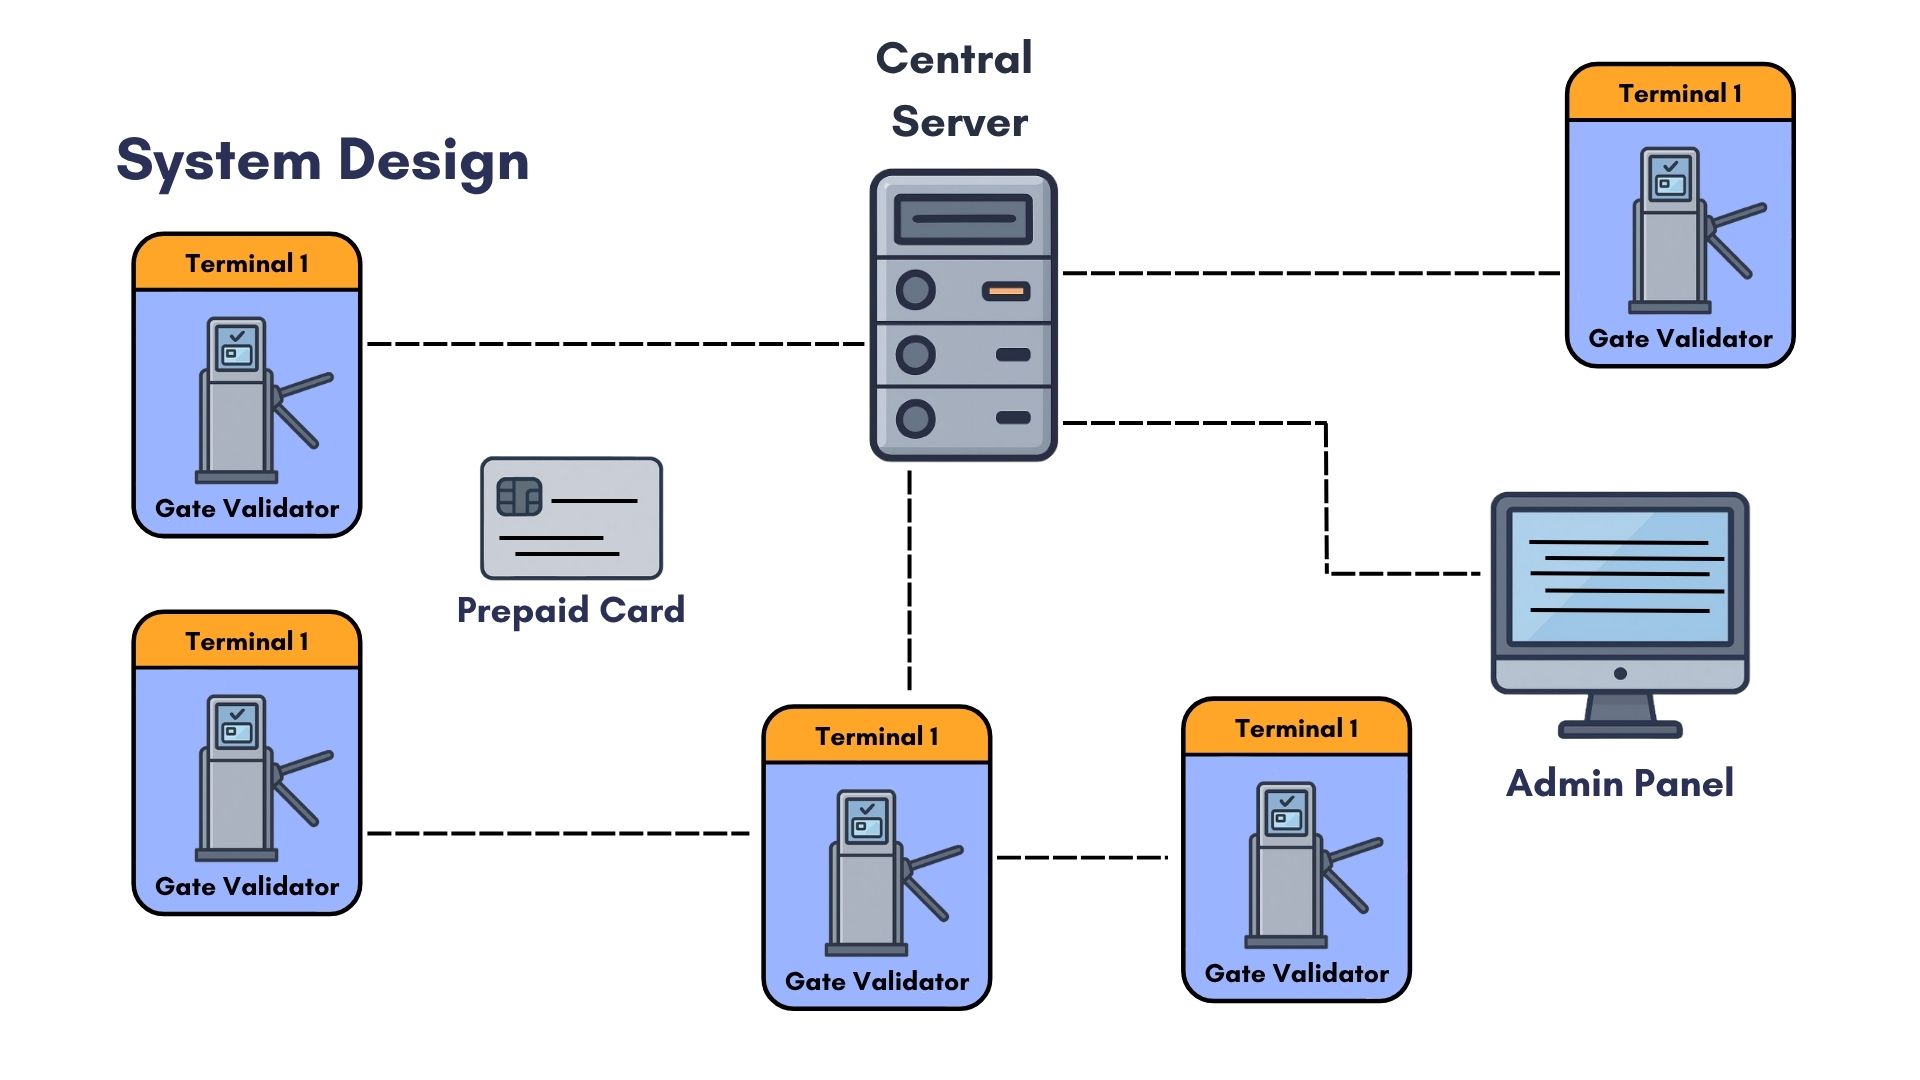 System Design
Central
Server
Terminal 1
Gate Validator
Terminal 1
Gate Validator
Prepaid Card
Terminal 1
Gate Validator
Terminal 1
Gate Validator
Terminal 1
Gate Validator
Admin Panel